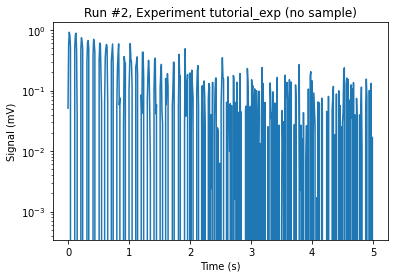 Run #2, Experiment tutorial_exp (no sample)
10⁰
10⁻¹
10⁻²
10⁻³
Signal (mV)
0 1 2 3 4 5
Time (s)